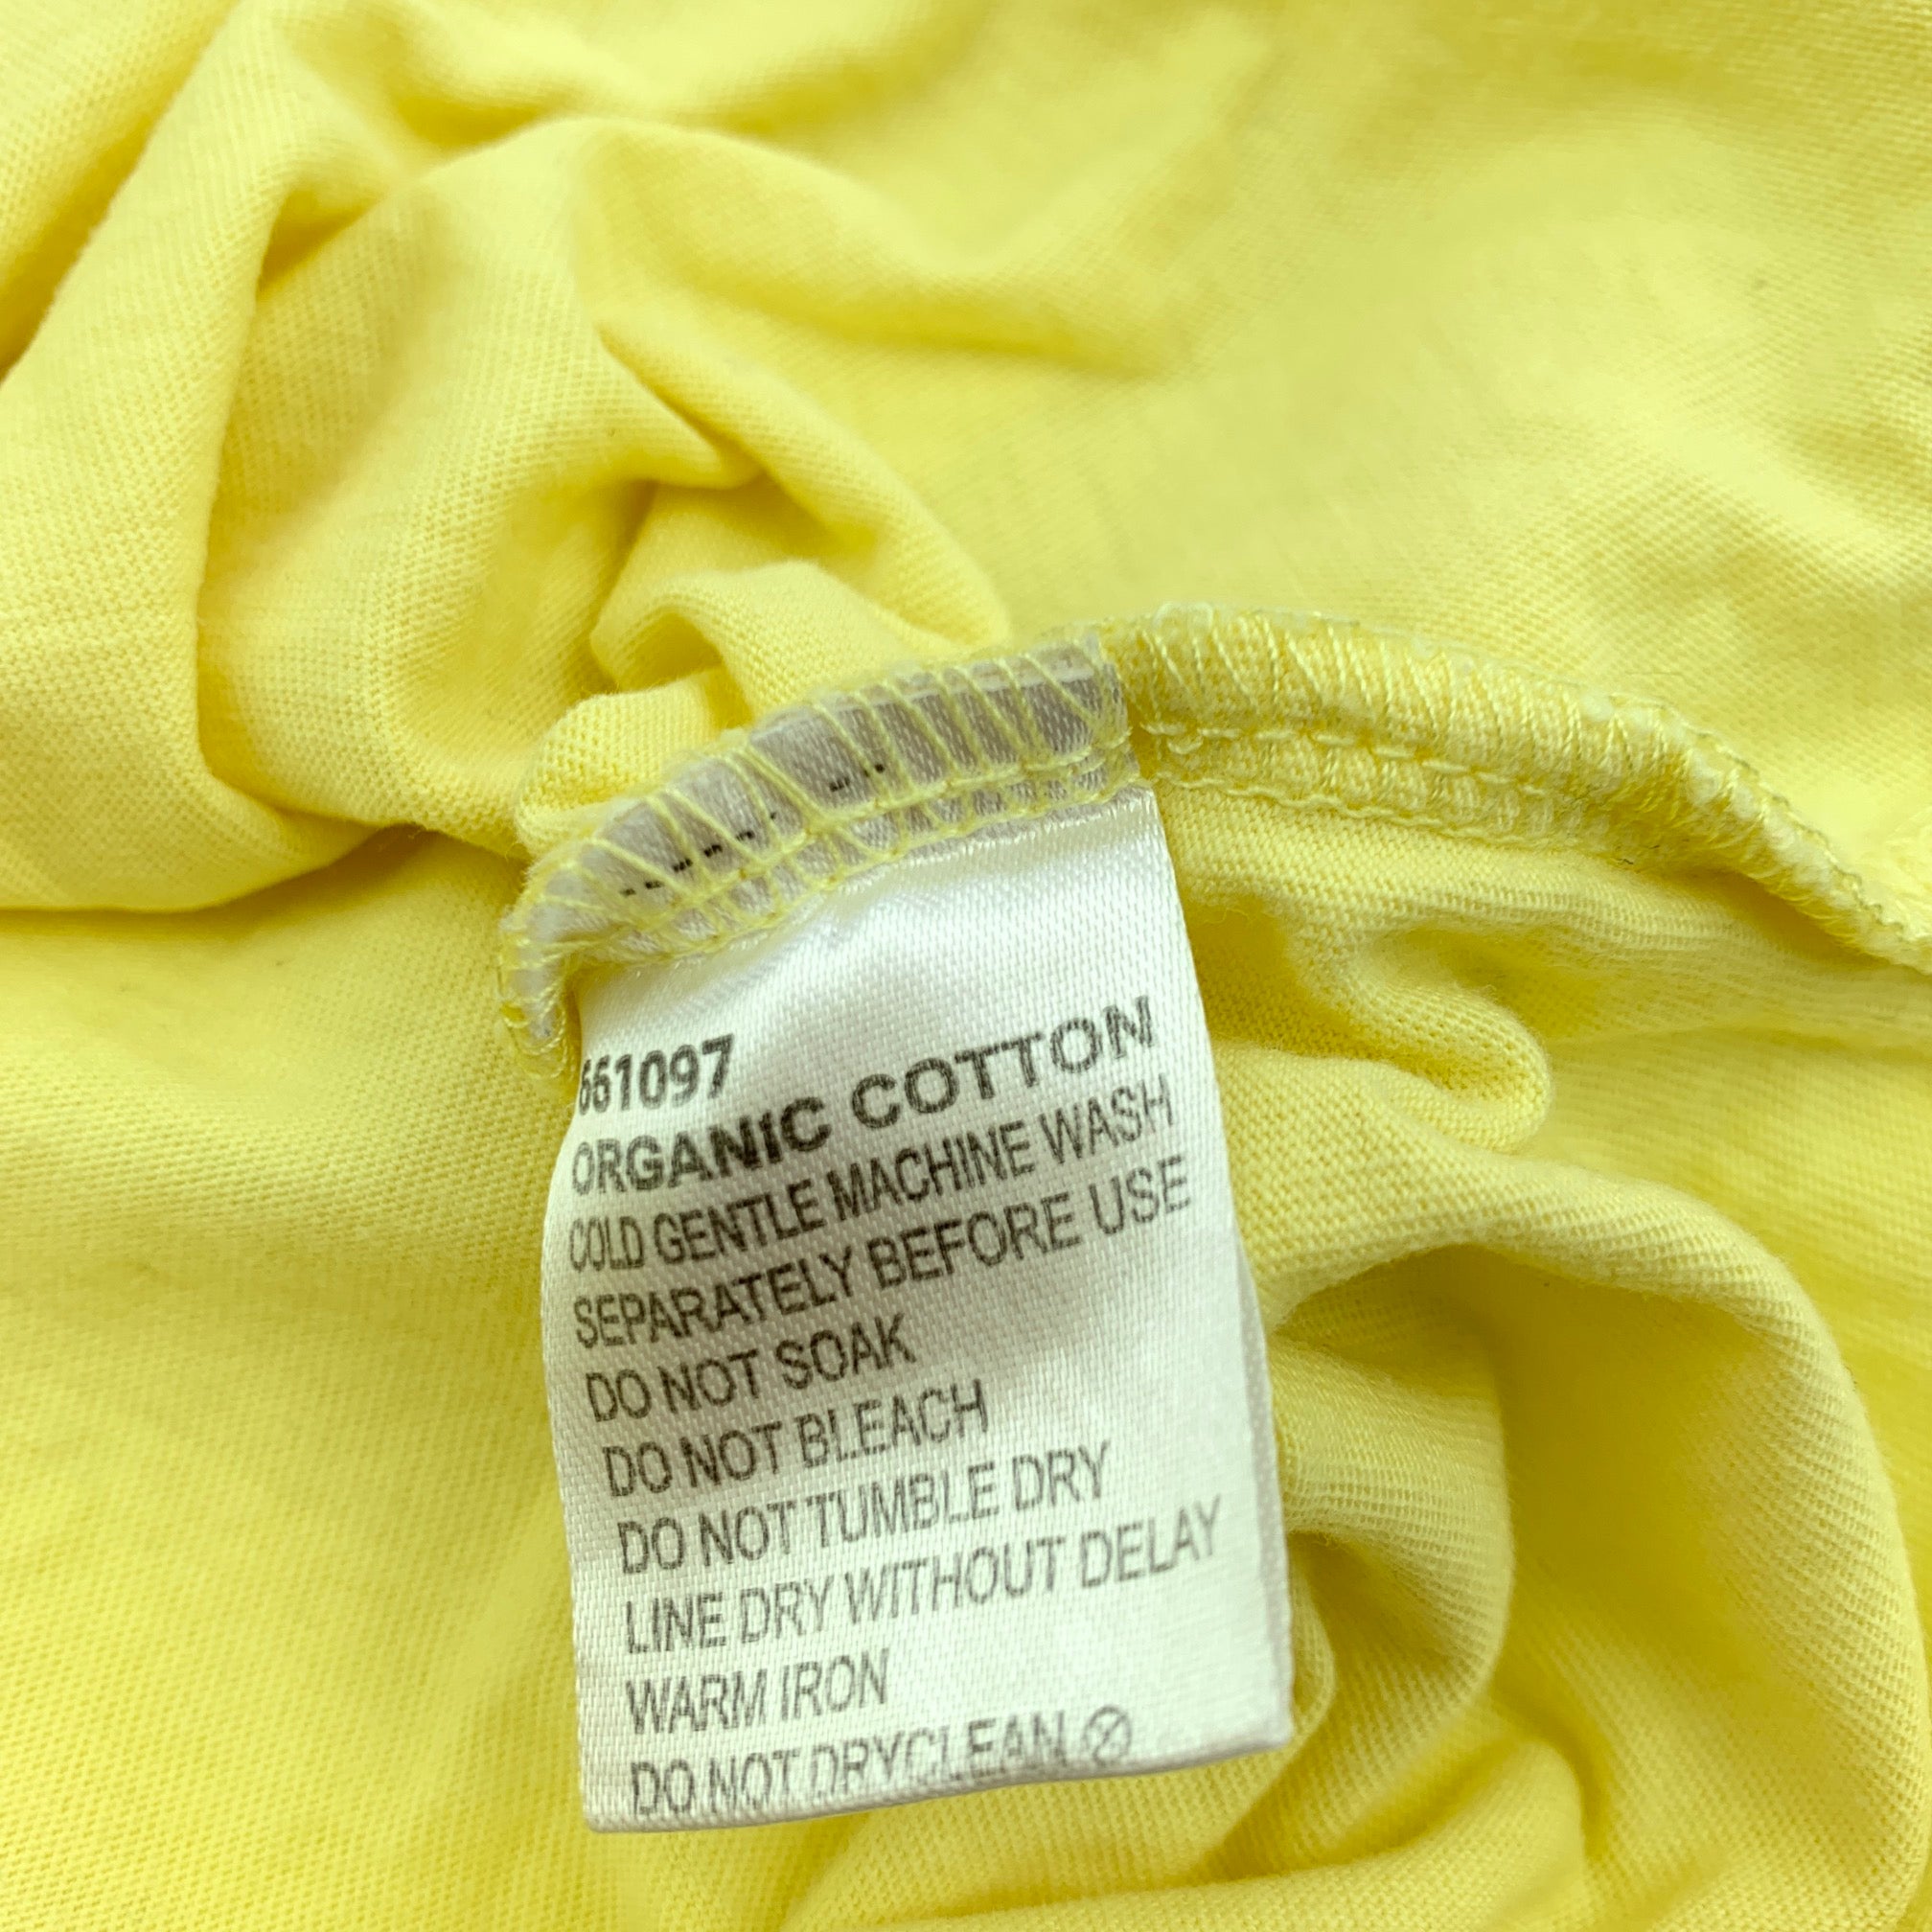 661097
ORGANIC COTTON
COLD GENTLE MACHINE WASH
SEPARATELY BEFORE USE
DO NOT SOAK
DO NOT BLEACH
DO NOT TUMBLE DRY
LINE DRY WITHOUT DELAY
WARM IRON
DO NOT DRYCLEAN